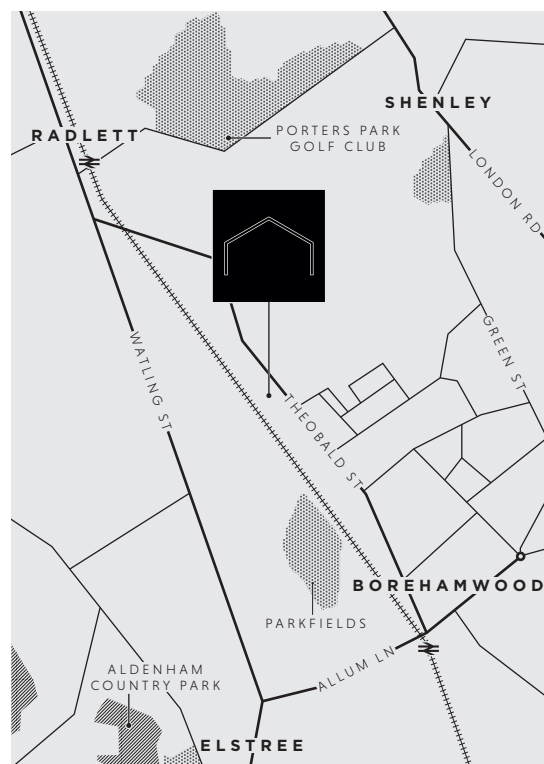 SHENLEY
RADLETT
PORTERS PARK
GOLF CLUB
LONDON RD
GREEN ST
WATLING ST
THEOBALD ST
BOREHAMWOOD
PARKFIELDS
ALLUM LN
ALDENHAM
COUNTRY PARK
ELSTREE